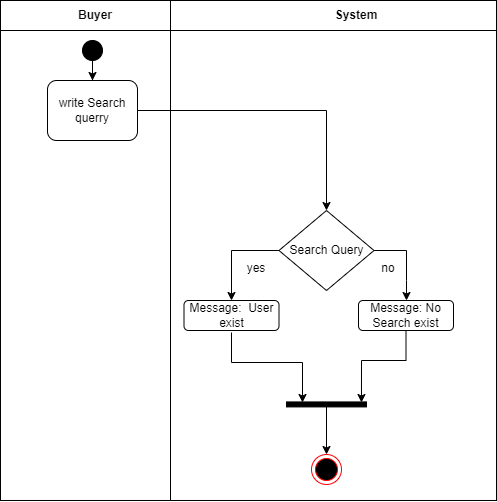 Buyer
System
write Search
querry
Search Query
yes
no
Message:  User
exist
Message: No
Search exist